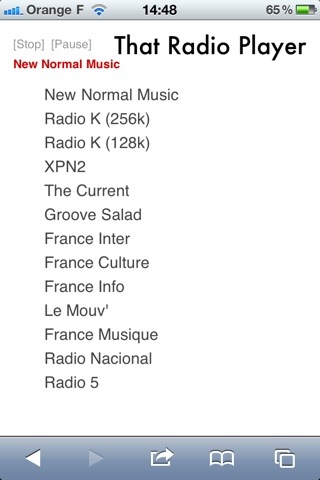 Orange F 14:48 65%
[Stop] [Pause] That Radio Player
New Normal Music
New Normal Music
Radio K (256k)
Radio K (128k)
XPN2
The Current
Groove Salad
France Inter
France Culture
France Info
Le Mouv'
France Musique
Radio Nacional
Radio 5